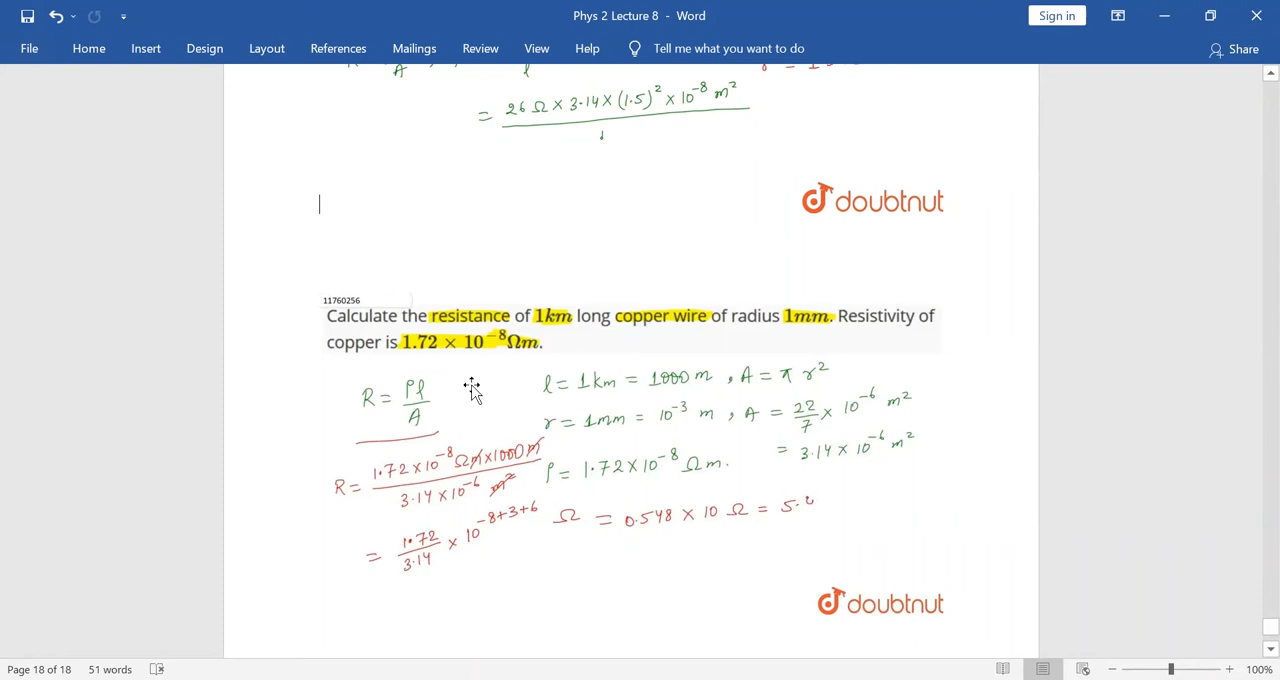 Phys 2 Lecture 8 - Word
Sign in
File Home Insert Design Layout References Mailings Review View Help Tell me what you want to do Share
A l
= 26 Ω × 3.14 × (1.5)² × 10⁻⁸ m²
doubtnut
11760256
Calculate the resistance of 1km long copper wire of radius 1mm. Resistivity of
copper is 1.72 × 10⁻⁸Ωm.
R = ρl / A
l = 1 km = 1000 m , A = π r²
r = 1mm = 10⁻³ m , A = 22/7 × 10⁻⁶ m²
= 3.14 × 10⁻⁶ m²
ρ = 1.72 × 10⁻⁸ Ω m.
R = 1.72 × 10⁻⁸ Ω m × 1000 m / 3.14 × 10⁻⁶ m²
= 1.72 / 3.14 × 10⁻⁸⁺³⁺⁶ Ω = 0.548 × 10 Ω = 5.
doubtnut
Page 18 of 18 51 words 100%